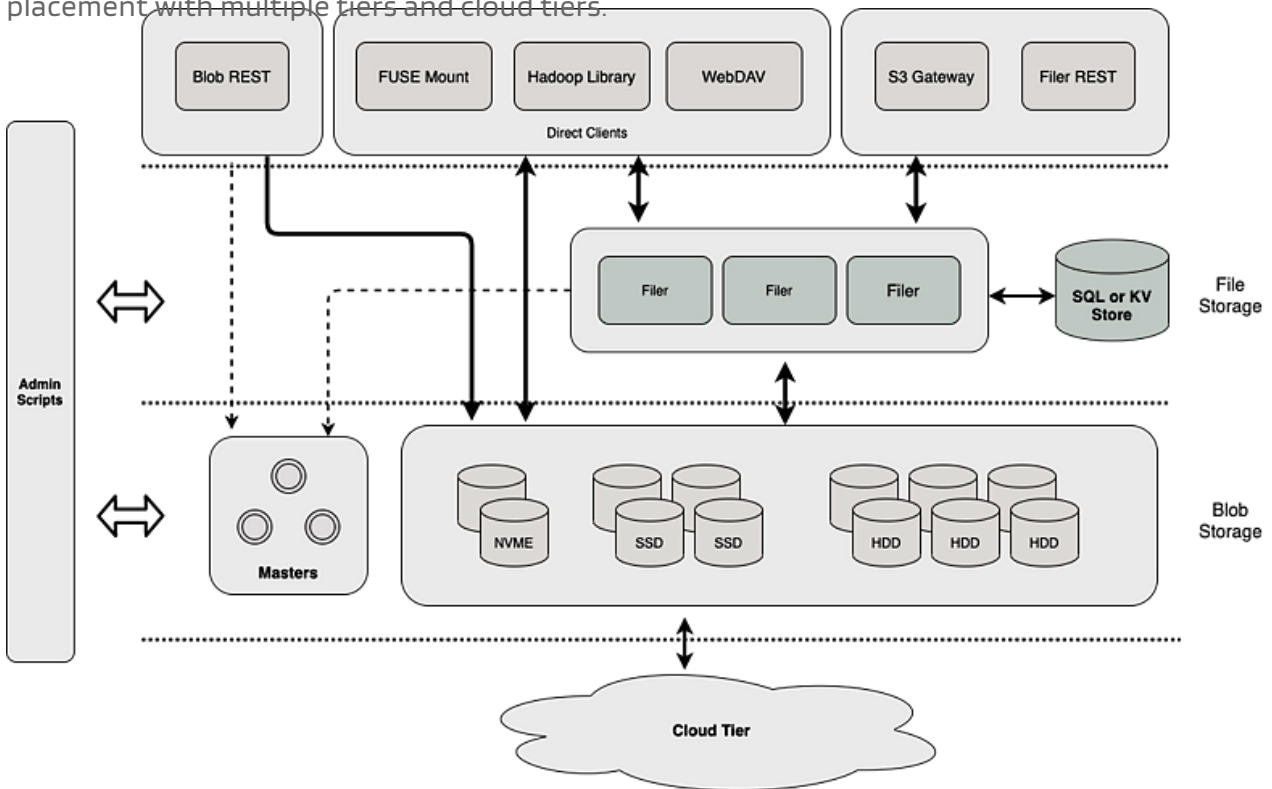 placement with multiple tiers and cloud tiers.
Blob REST
FUSE Mount
Hadoop Library
WebDAV
Direct Clients
S3 Gateway
Filer REST
Admin
Scripts
Filer
Filer
Filer
SQL or KV
Store
File
Storage
Masters
NVME
SSD
SSD
HDD
HDD
HDD
Blob
Storage
Cloud Tier